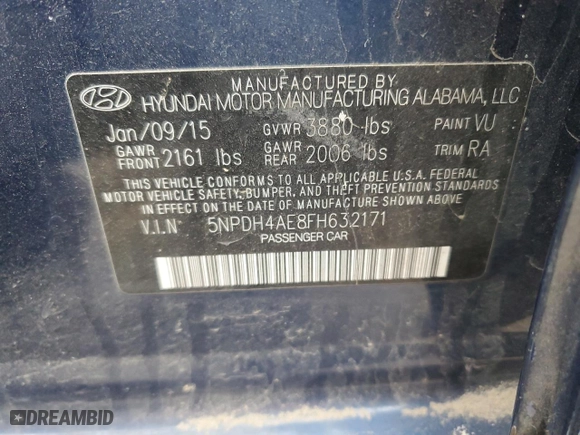 MANUFACTURED BY
HYUNDAI MOTOR MANUFACTURING ALABAMA, LLC
Jan/09/15 GVWR 3880 lbs PAINT VU
GAWR FRONT 2161 lbs GAWR REAR 2006 lbs TRIM RA
THIS VEHICLE CONFORMS TO ALL APPLICABLE U.S.A. FEDERAL
MOTOR VEHICLE SAFETY, BUMPER, AND THEFT PREVENTION STANDARDS
IN EFFECT ON THE DATE OF MANUFACTURE SHOWN ABOVE.
V.I.N 5NPDH4AE8FH632171
PASSENGER CAR
DREAMBID